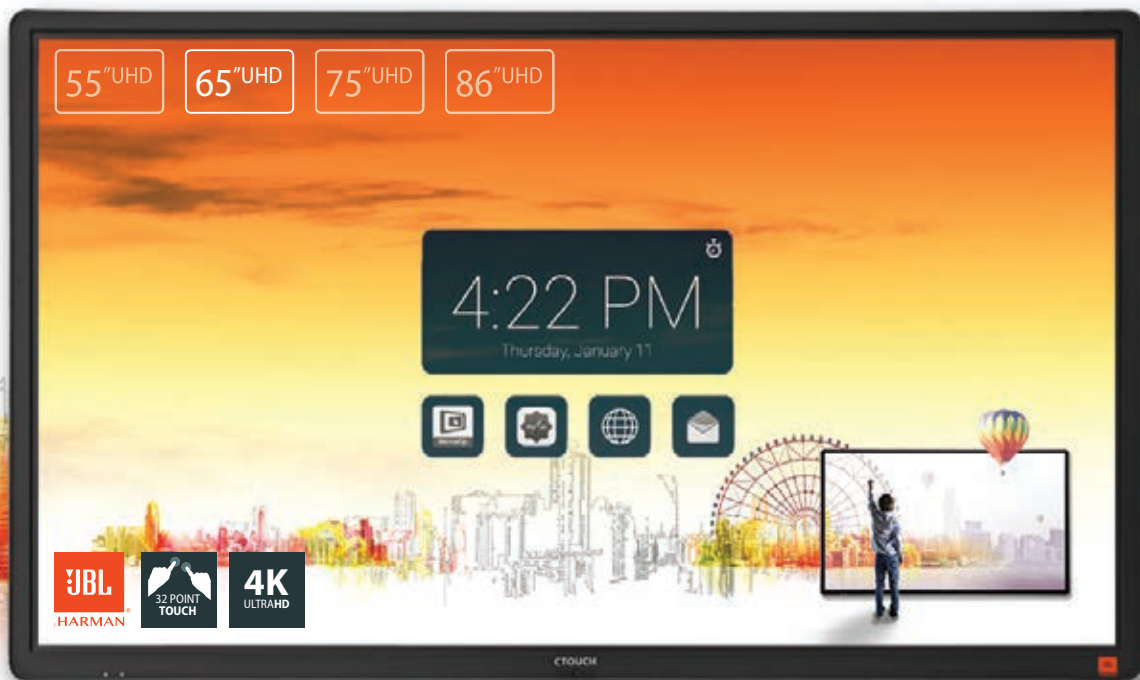 55"UHD 65"UHD 75"UHD 86"UHD
4:22 PM
Thursday, January 11
JBL
HARMAN
32 POINT
TOUCH
4K
ULTRAHD
CTOUCH